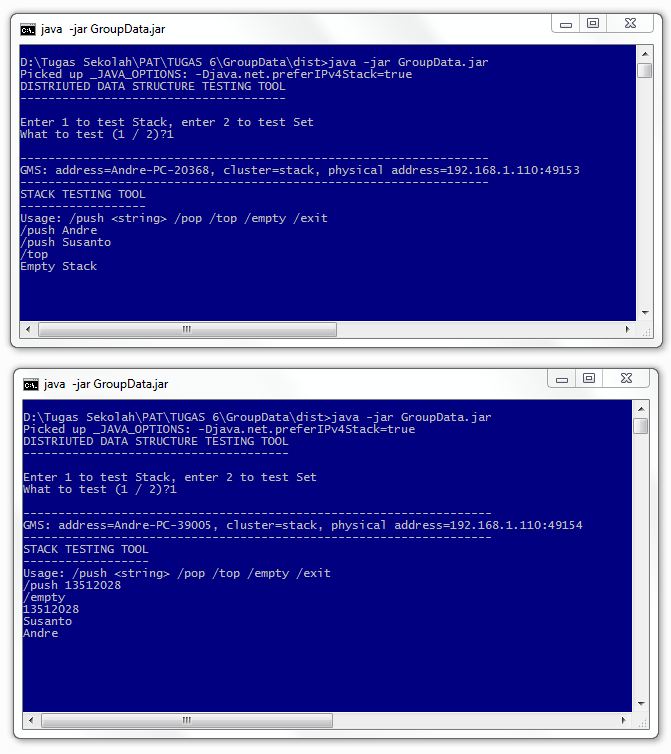 java -jar GroupData.jar
D:\Tugas Sekolah\PAT\TUGAS 6\GroupData\dist>java -jar GroupData.jar
Picked up _JAVA_OPTIONS: -Djava.net.preferIPv4Stack=true
DISTRIUTED DATA STRUCTURE TESTING TOOL
--------------------------------------
Enter 1 to test Stack, enter 2 to test Set
What to test (1 / 2)?1
-------------------------------------------------------------------
GMS: address=Andre-PC-20368, cluster=stack, physical address=192.168.1.110:49153
-------------------------------------------------------------------
STACK TESTING TOOL
------------------
Usage: /push <string> /pop /top /empty /exit
/push Andre
/push Susanto
/top
Empty Stack
java -jar GroupData.jar
D:\Tugas Sekolah\PAT\TUGAS 6\GroupData\dist>java -jar GroupData.jar
Picked up _JAVA_OPTIONS: -Djava.net.preferIPv4Stack=true
DISTRIUTED DATA STRUCTURE TESTING TOOL
--------------------------------------
Enter 1 to test Stack, enter 2 to test Set
What to test (1 / 2)?1
-------------------------------------------------------------------
GMS: address=Andre-PC-39005, cluster=stack, physical address=192.168.1.110:49154
-------------------------------------------------------------------
STACK TESTING TOOL
------------------
Usage: /push <string> /pop /top /empty /exit
/push 13512028
/empty
13512028
Susanto
Andre